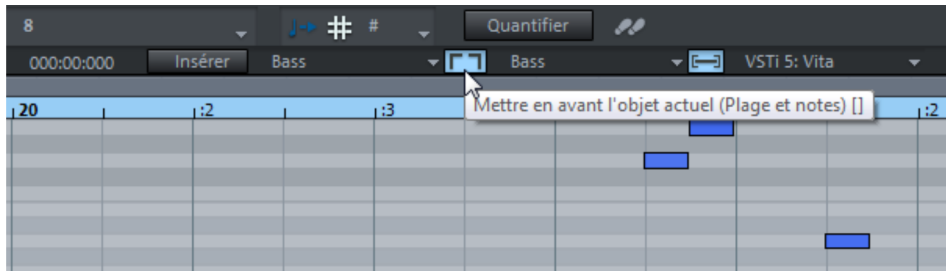 8 # Quantifier
000:00:000 Insérer Bass Bass VSTi 5: Vita
Mettre en avant l'objet actuel (Plage et notes) []
20 :2 :3 :2